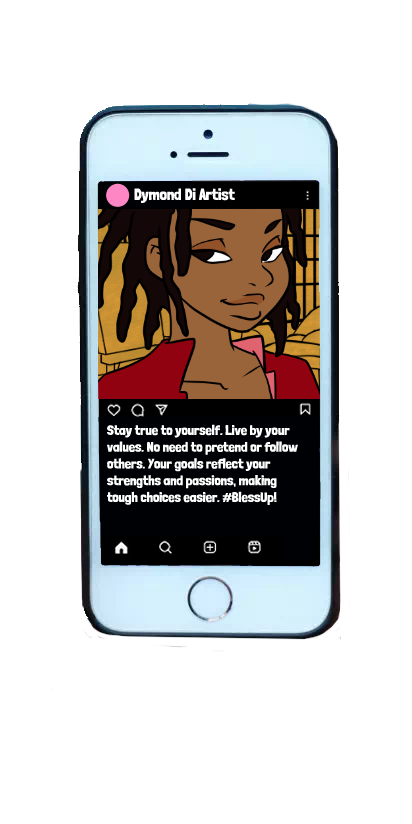 Dymond Di Artist
Stay true to yourself. Live by your
values. No need to pretend or follow
others. Your goals reflect your
strengths and passions, making
tough choices easier. #BlessUp!